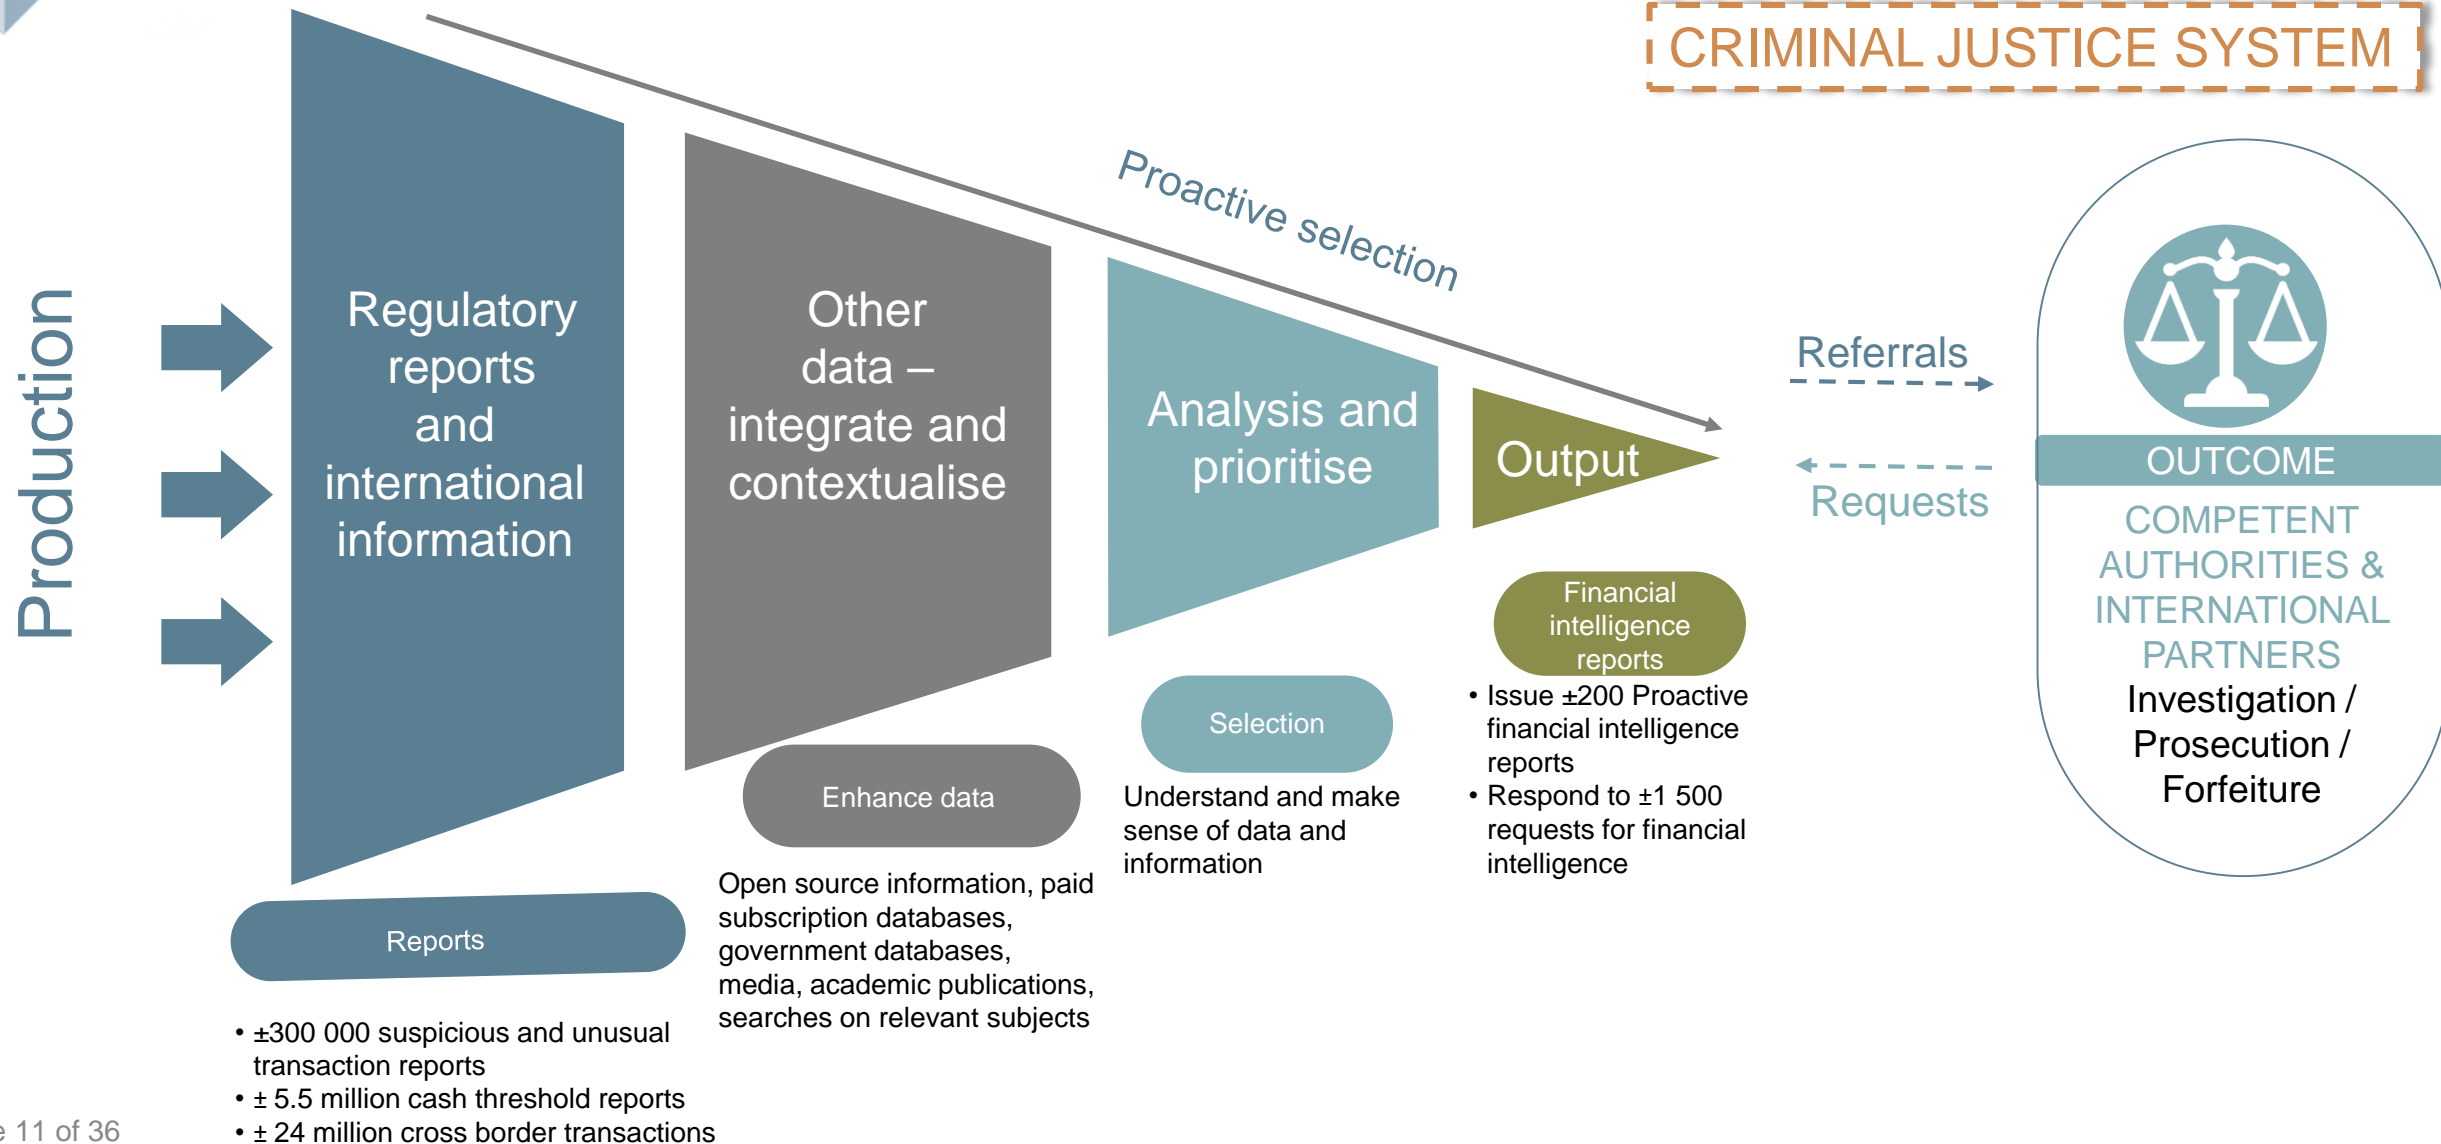 CRIMINAL JUSTICE SYSTEM
Production
Proactive selection
Regulatory
reports
and
international
information
Other
data –
integrate and
contextualise
Analysis and
prioritise
Output
Referrals
Requests
Reports
• ±300 000 suspicious and unusual
transaction reports
• ± 5.5 million cash threshold reports
• ± 24 million cross border transactions
Enhance data
Open source information, paid
subscription databases,
government databases,
media, academic publications,
searches on relevant subjects
Selection
Understand and make
sense of data and
information
Financial
intelligence
reports
• Issue ±200 Proactive
financial intelligence
reports
• Respond to ±1 500
requests for financial
intelligence
OUTCOME
COMPETENT
AUTHORITIES &
INTERNATIONAL
PARTNERS
Investigation /
Prosecution /
Forfeiture
e 11 of 36